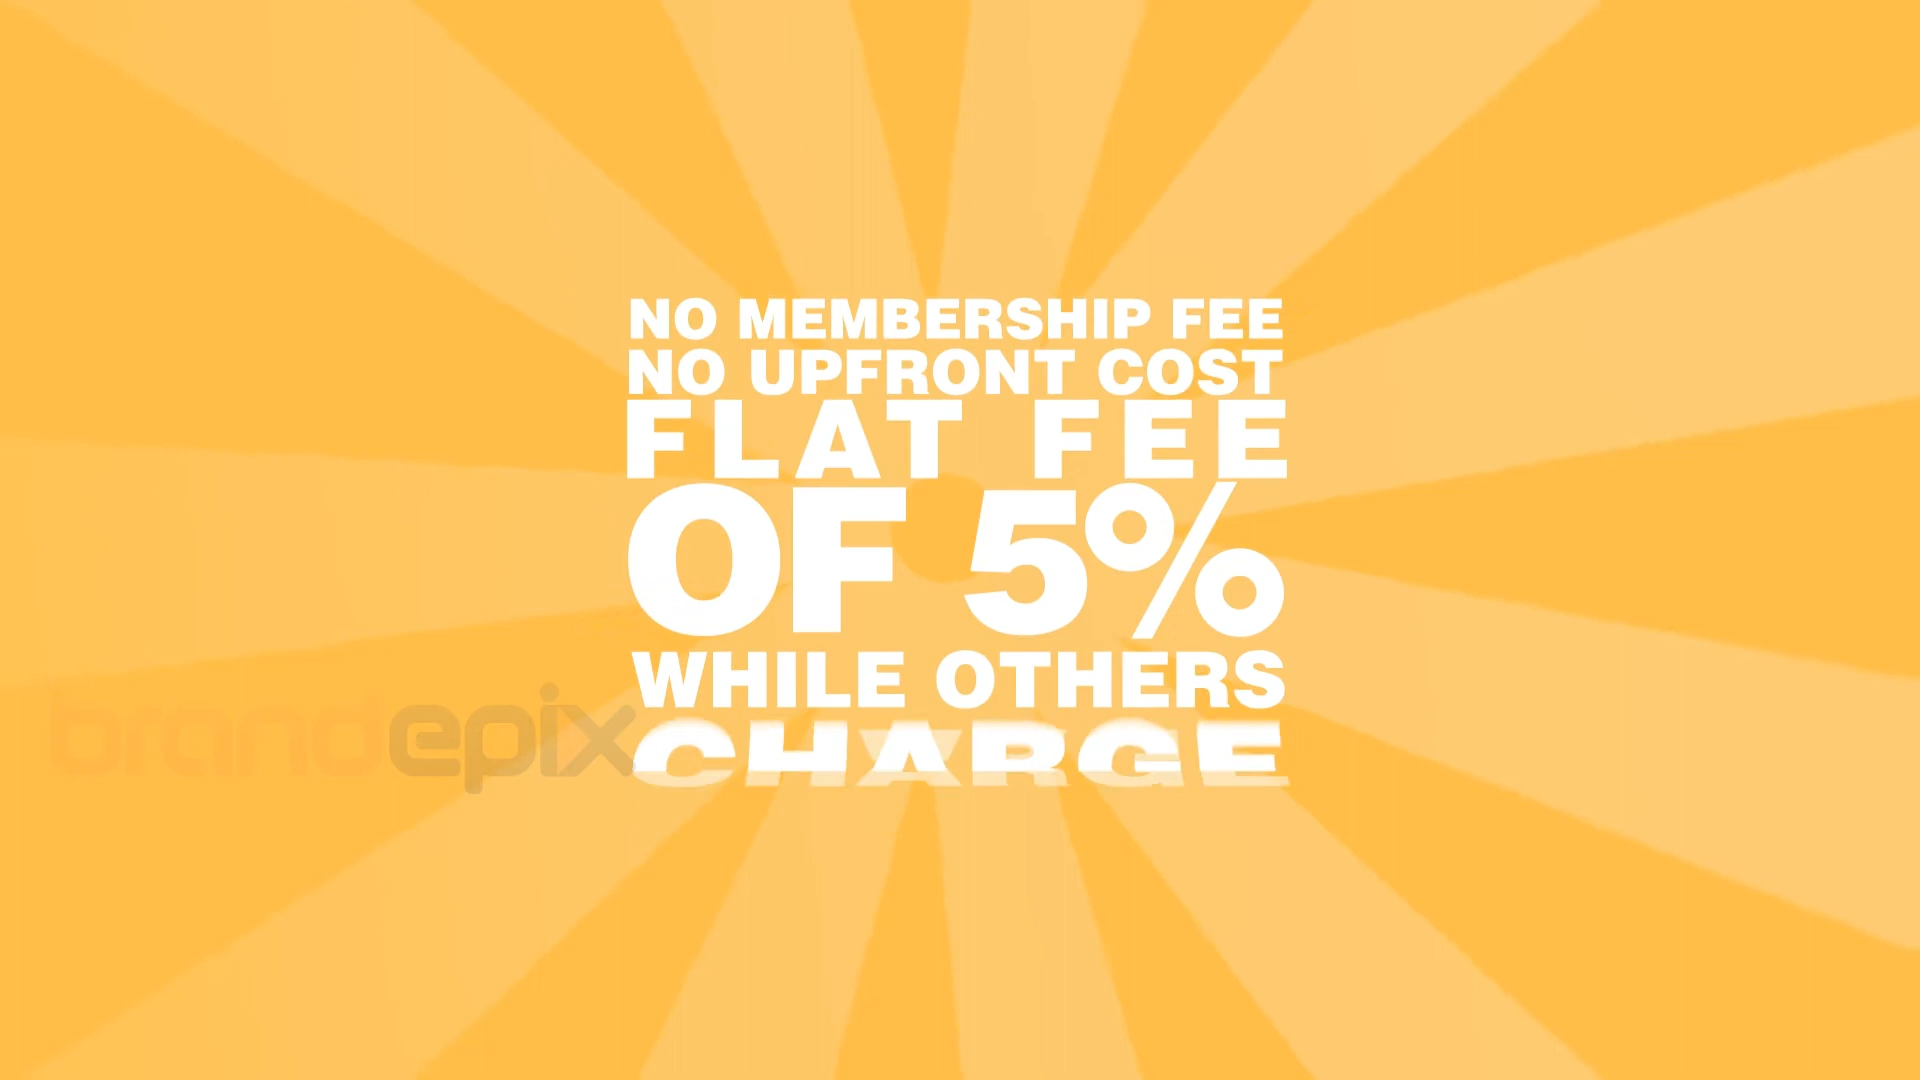 NO MEMBERSHIP FEE
NO UPFRONT COST
FLAT FEE
OF 5%
WHILE OTHERS
CHARGE
brandepix